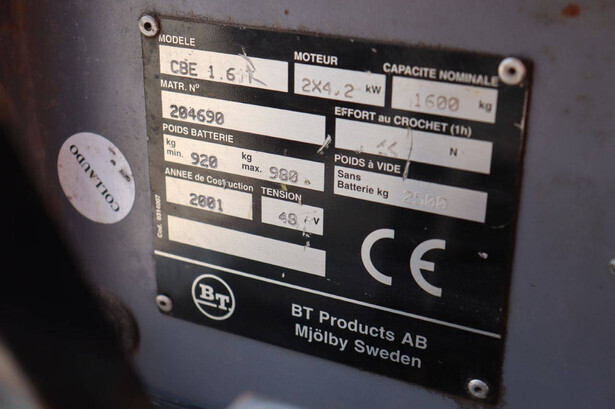 MODELE
MOTEUR
CAPACITE NOMINALE
CBE 1.6
2X4,2 kW
1600 kg
MATR. Nº
204690
EFFORT au CROCHET (1h)
N
POIDS BATTERIE
kg min. 920
kg max. 980
POIDS à VIDE
Sans Batterie kg
ANNEE de Costruction
2001
TENSION
48 V
CE
COLLAUDO
BT
BT Products AB
Mjölby Sweden